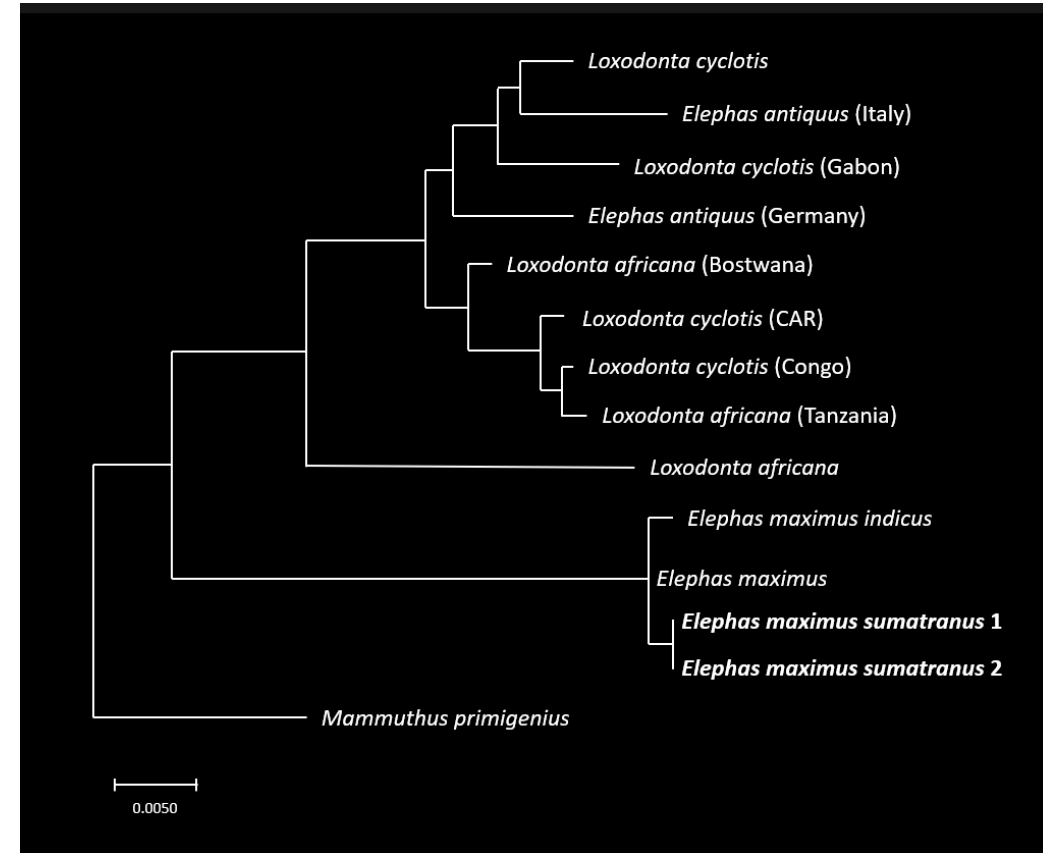 Loxodonta cyclotis
Elephas antiquus (Italy)
Loxodonta cyclotis (Gabon)
Elephas antiquus (Germany)
Loxodonta africana (Bostwana)
Loxodonta cyclotis (CAR)
Loxodonta cyclotis (Congo)
Loxodonta africana (Tanzania)
Loxodonta africana
Elephas maximus indicus
Elephas maximus
Elephas maximus sumatranus 1
Elephas maximus sumatranus 2
Mammuthus primigenius
0.0050